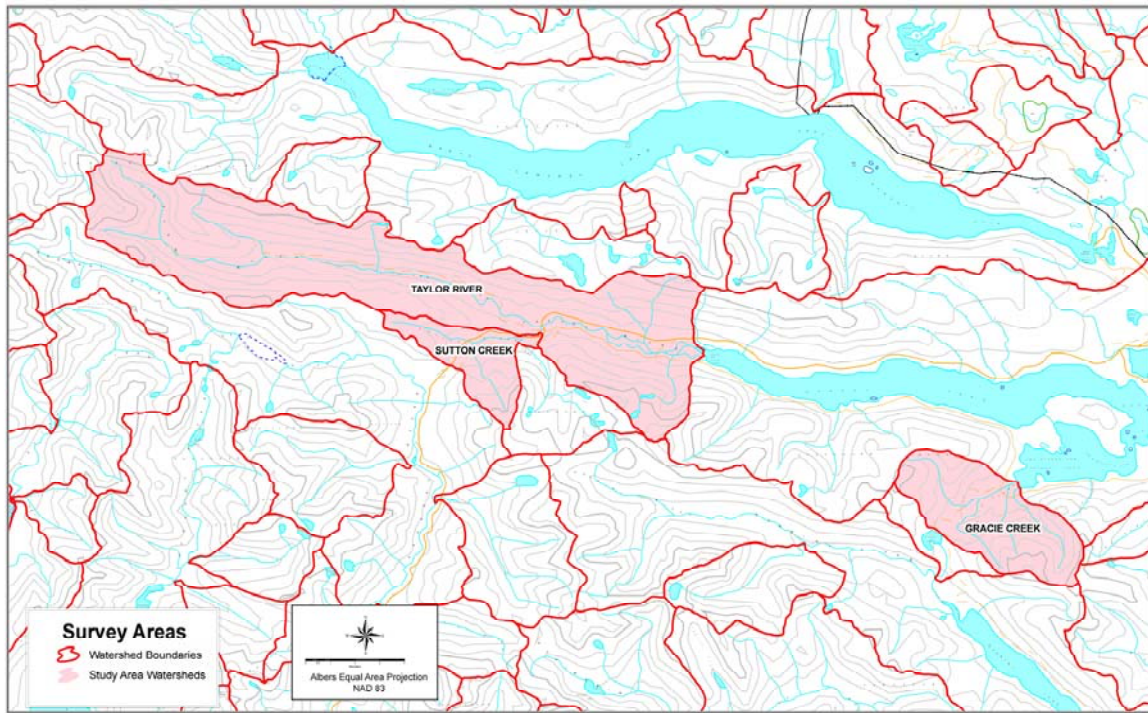 TAYLOR RIVER
SUTTON CREEK
GRACIE CREEK
Survey Areas
Watershed Boundaries
Study Area Watersheds
Albers Equal Area Projection
NAD 83